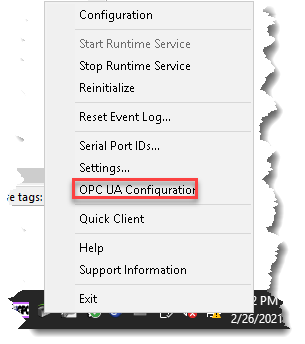 Configuration
Start Runtime Service
Stop Runtime Service
Reinitialize
Reset Event Log...
Serial Port IDs...
Settings...
OPC UA Configuration
ve tags:
Quick Client
Help
Support Information
Exit
2 PM
2/26/2021